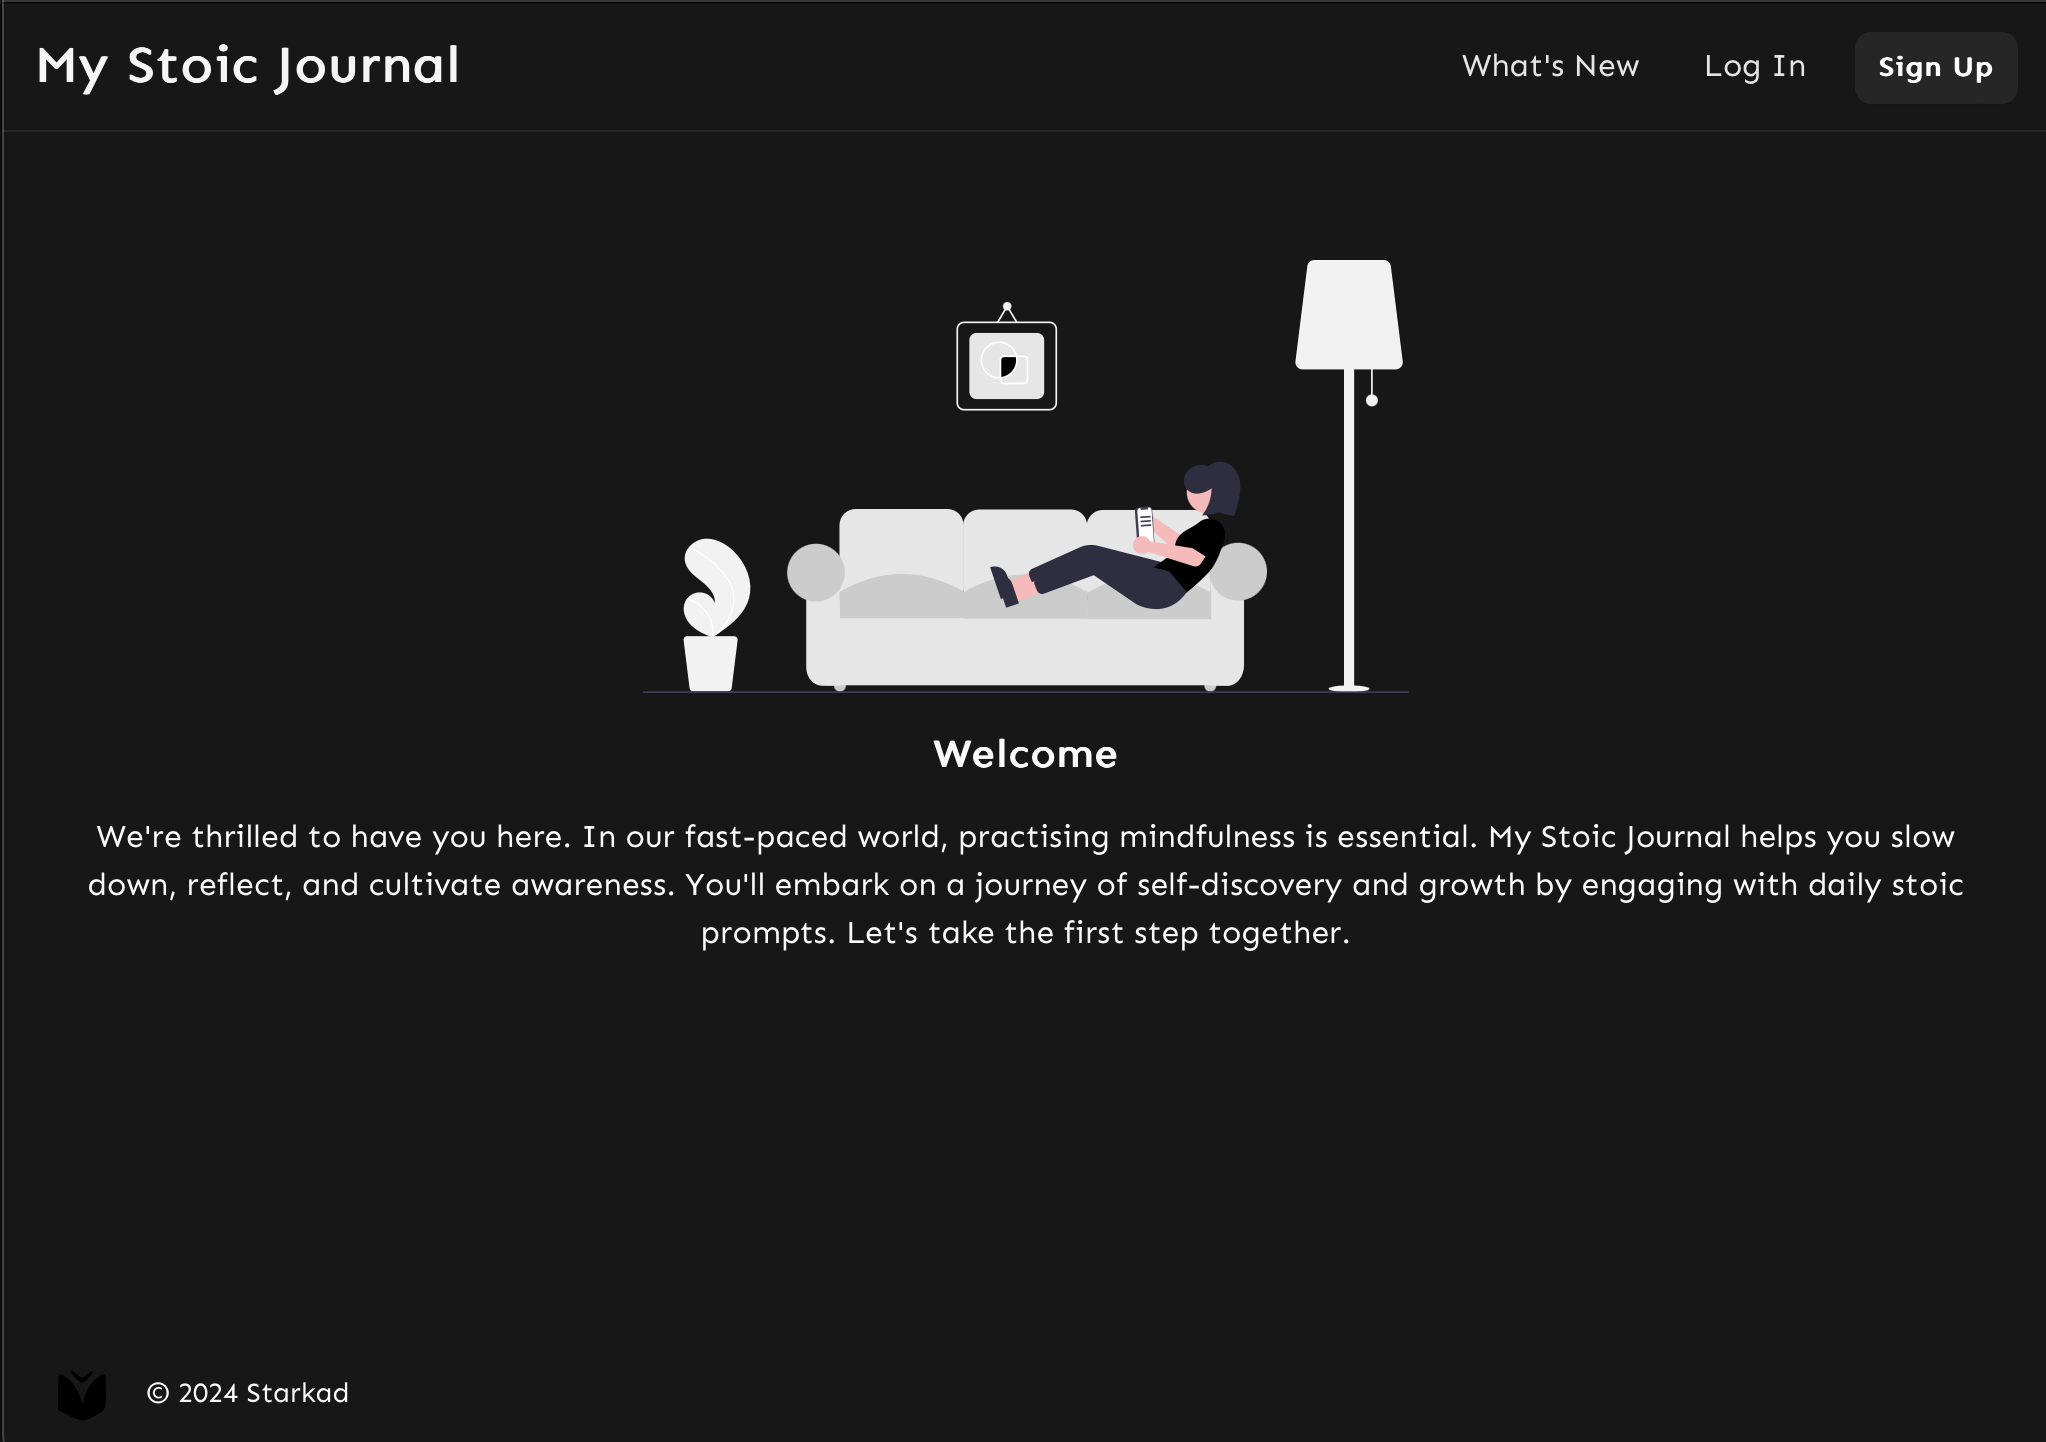 My Stoic Journal
What's New
Log In
Sign Up
Welcome
We're thrilled to have you here. In our fast-paced world, practising mindfulness is essential. My Stoic Journal helps you slow
down, reflect, and cultivate awareness. You'll embark on a journey of self-discovery and growth by engaging with daily stoic
prompts. Let's take the first step together.
© 2024 Starkad